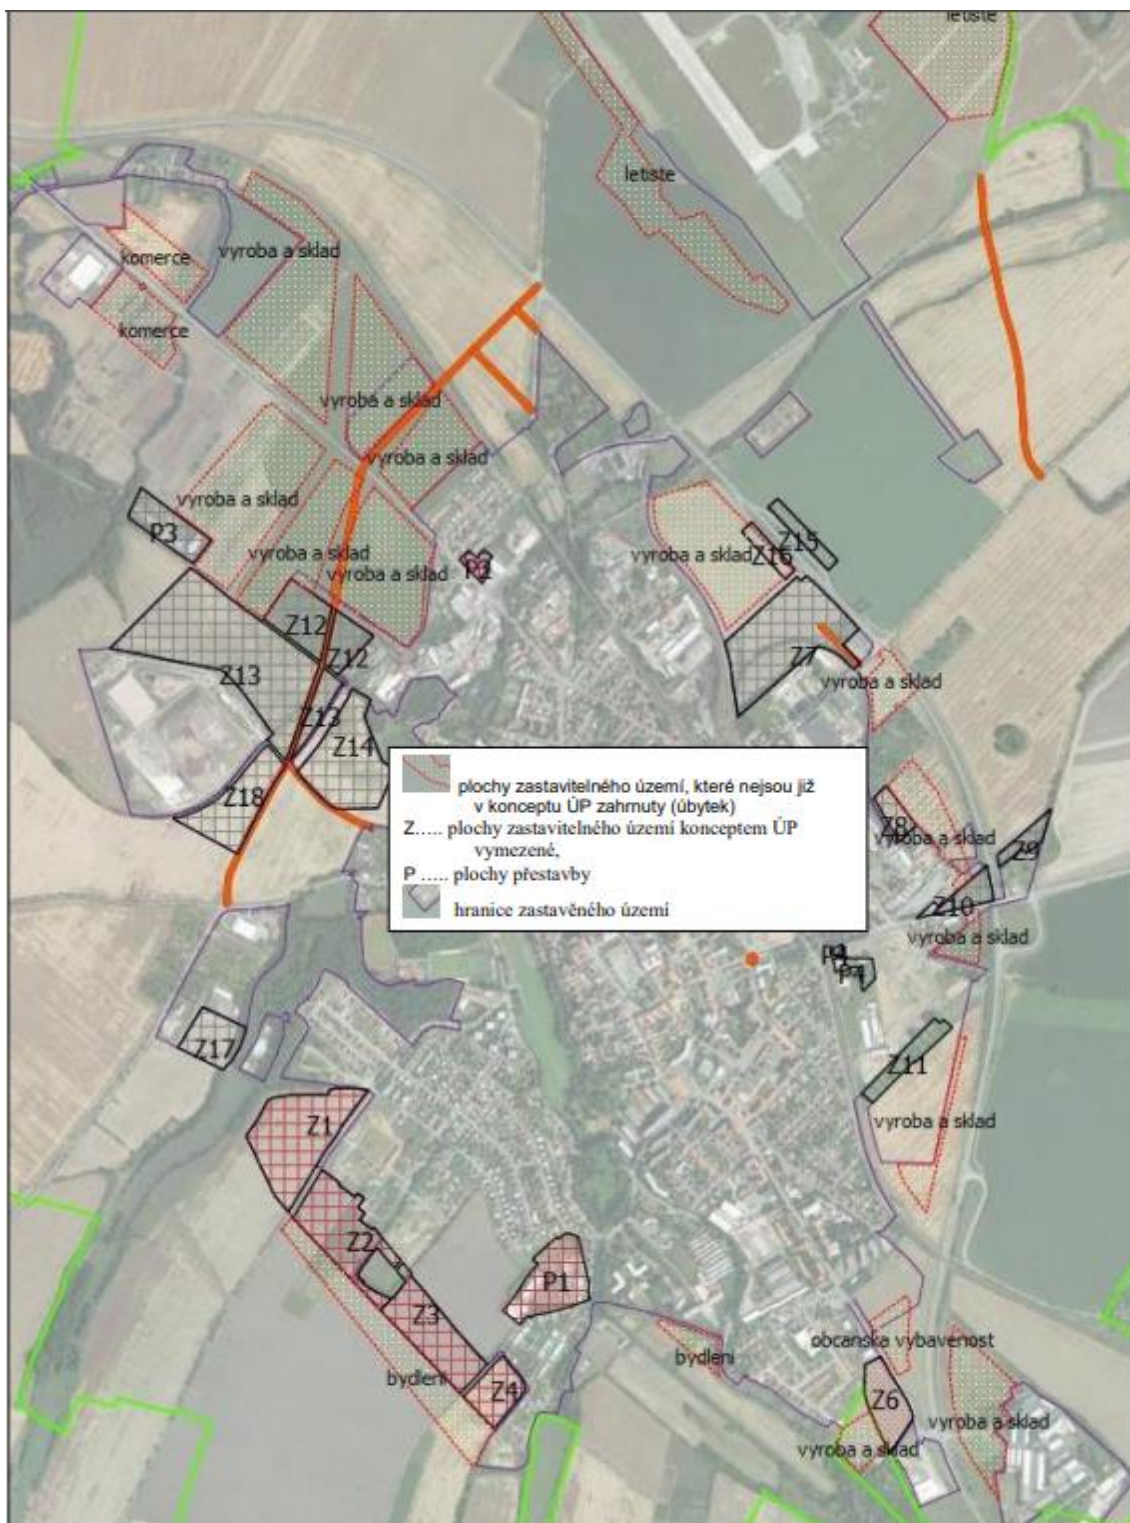 letiste
letiste
komerce
vyroba a sklad
komerce
vyroba a sklad
vyroba a sklad
vyroba a sklad
P3
vyroba a sklad
vyroba a sklad
P2
vyroba a sklad
Z16
Z15
Z12
Z12
Z13
Z13
Z14
Z7
vyroba a sklad
Z18
plochy zastavitelného území, které nejsou již
v konceptu ÚP zahrnuty (úbytek)
Z..... plochy zastavitelného území konceptem ÚP
vymezené,
P ..... plochy přestavby
hranice zastavěného území
Z8
vyroba a sklad
Z9
Z10
vyroba a sklad
P4
P4
Z17
Z11
vyroba a sklad
Z1
Z2
P1
Z3
bydleni
Z4
bydleni
obcanska vybavenost
Z6
vyroba a sklad
vyroba a sklad